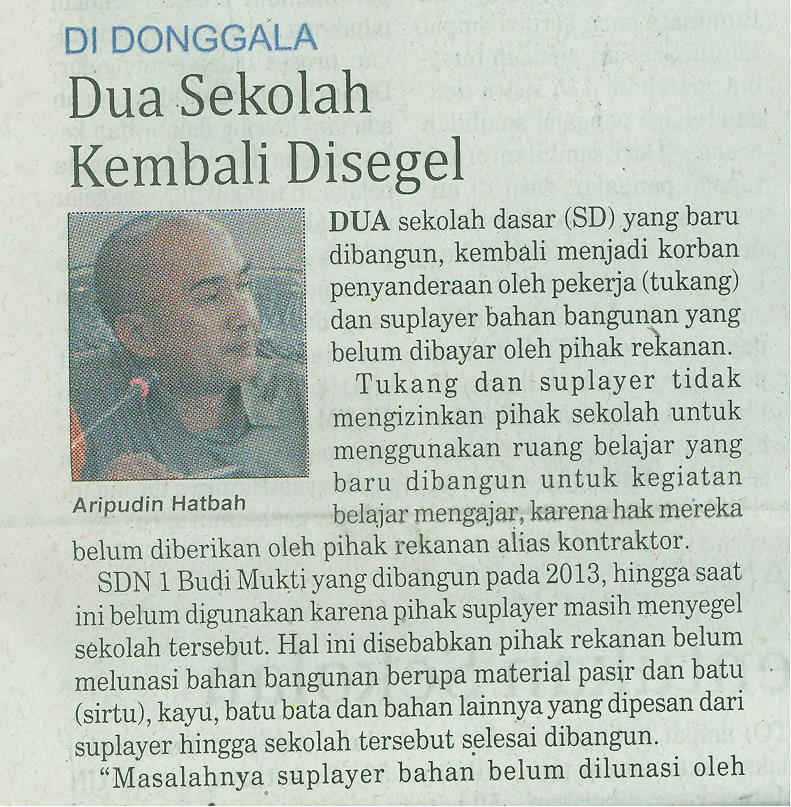 DI DONGGALA
Dua Sekolah
Kembali Disegel
DUA sekolah dasar (SD) yang baru
dibangun, kembali menjadi korban
penyanderaan oleh pekerja (tukang)
dan suplayer bahan bangunan yang
belum dibayar oleh pihak rekanan.
Tukang dan suplayer tidak
mengizinkan pihak sekolah untuk
menggunakan ruang belajar yang
baru dibangun untuk kegiatan
belajar mengajar, karena hak mereka
Aripudin Hatbah
belum diberikan oleh pihak rekanan alias kontraktor.
SDN 1 Budi Mukti yang dibangun pada 2013, hingga saat
ini belum digunakan karena pihak suplayer masih menyegel
sekolah tersebut. Hal ini disebabkan pihak rekanan belum
melunasi bahan bangunan berupa material pasir dan batu
(sirtu), kayu, batu bata dan bahan lainnya yang dipesan dari
suplayer hingga sekolah tersebut selesai dibangun.
“Masalahnya suplayer bahan belum dilunasi oleh